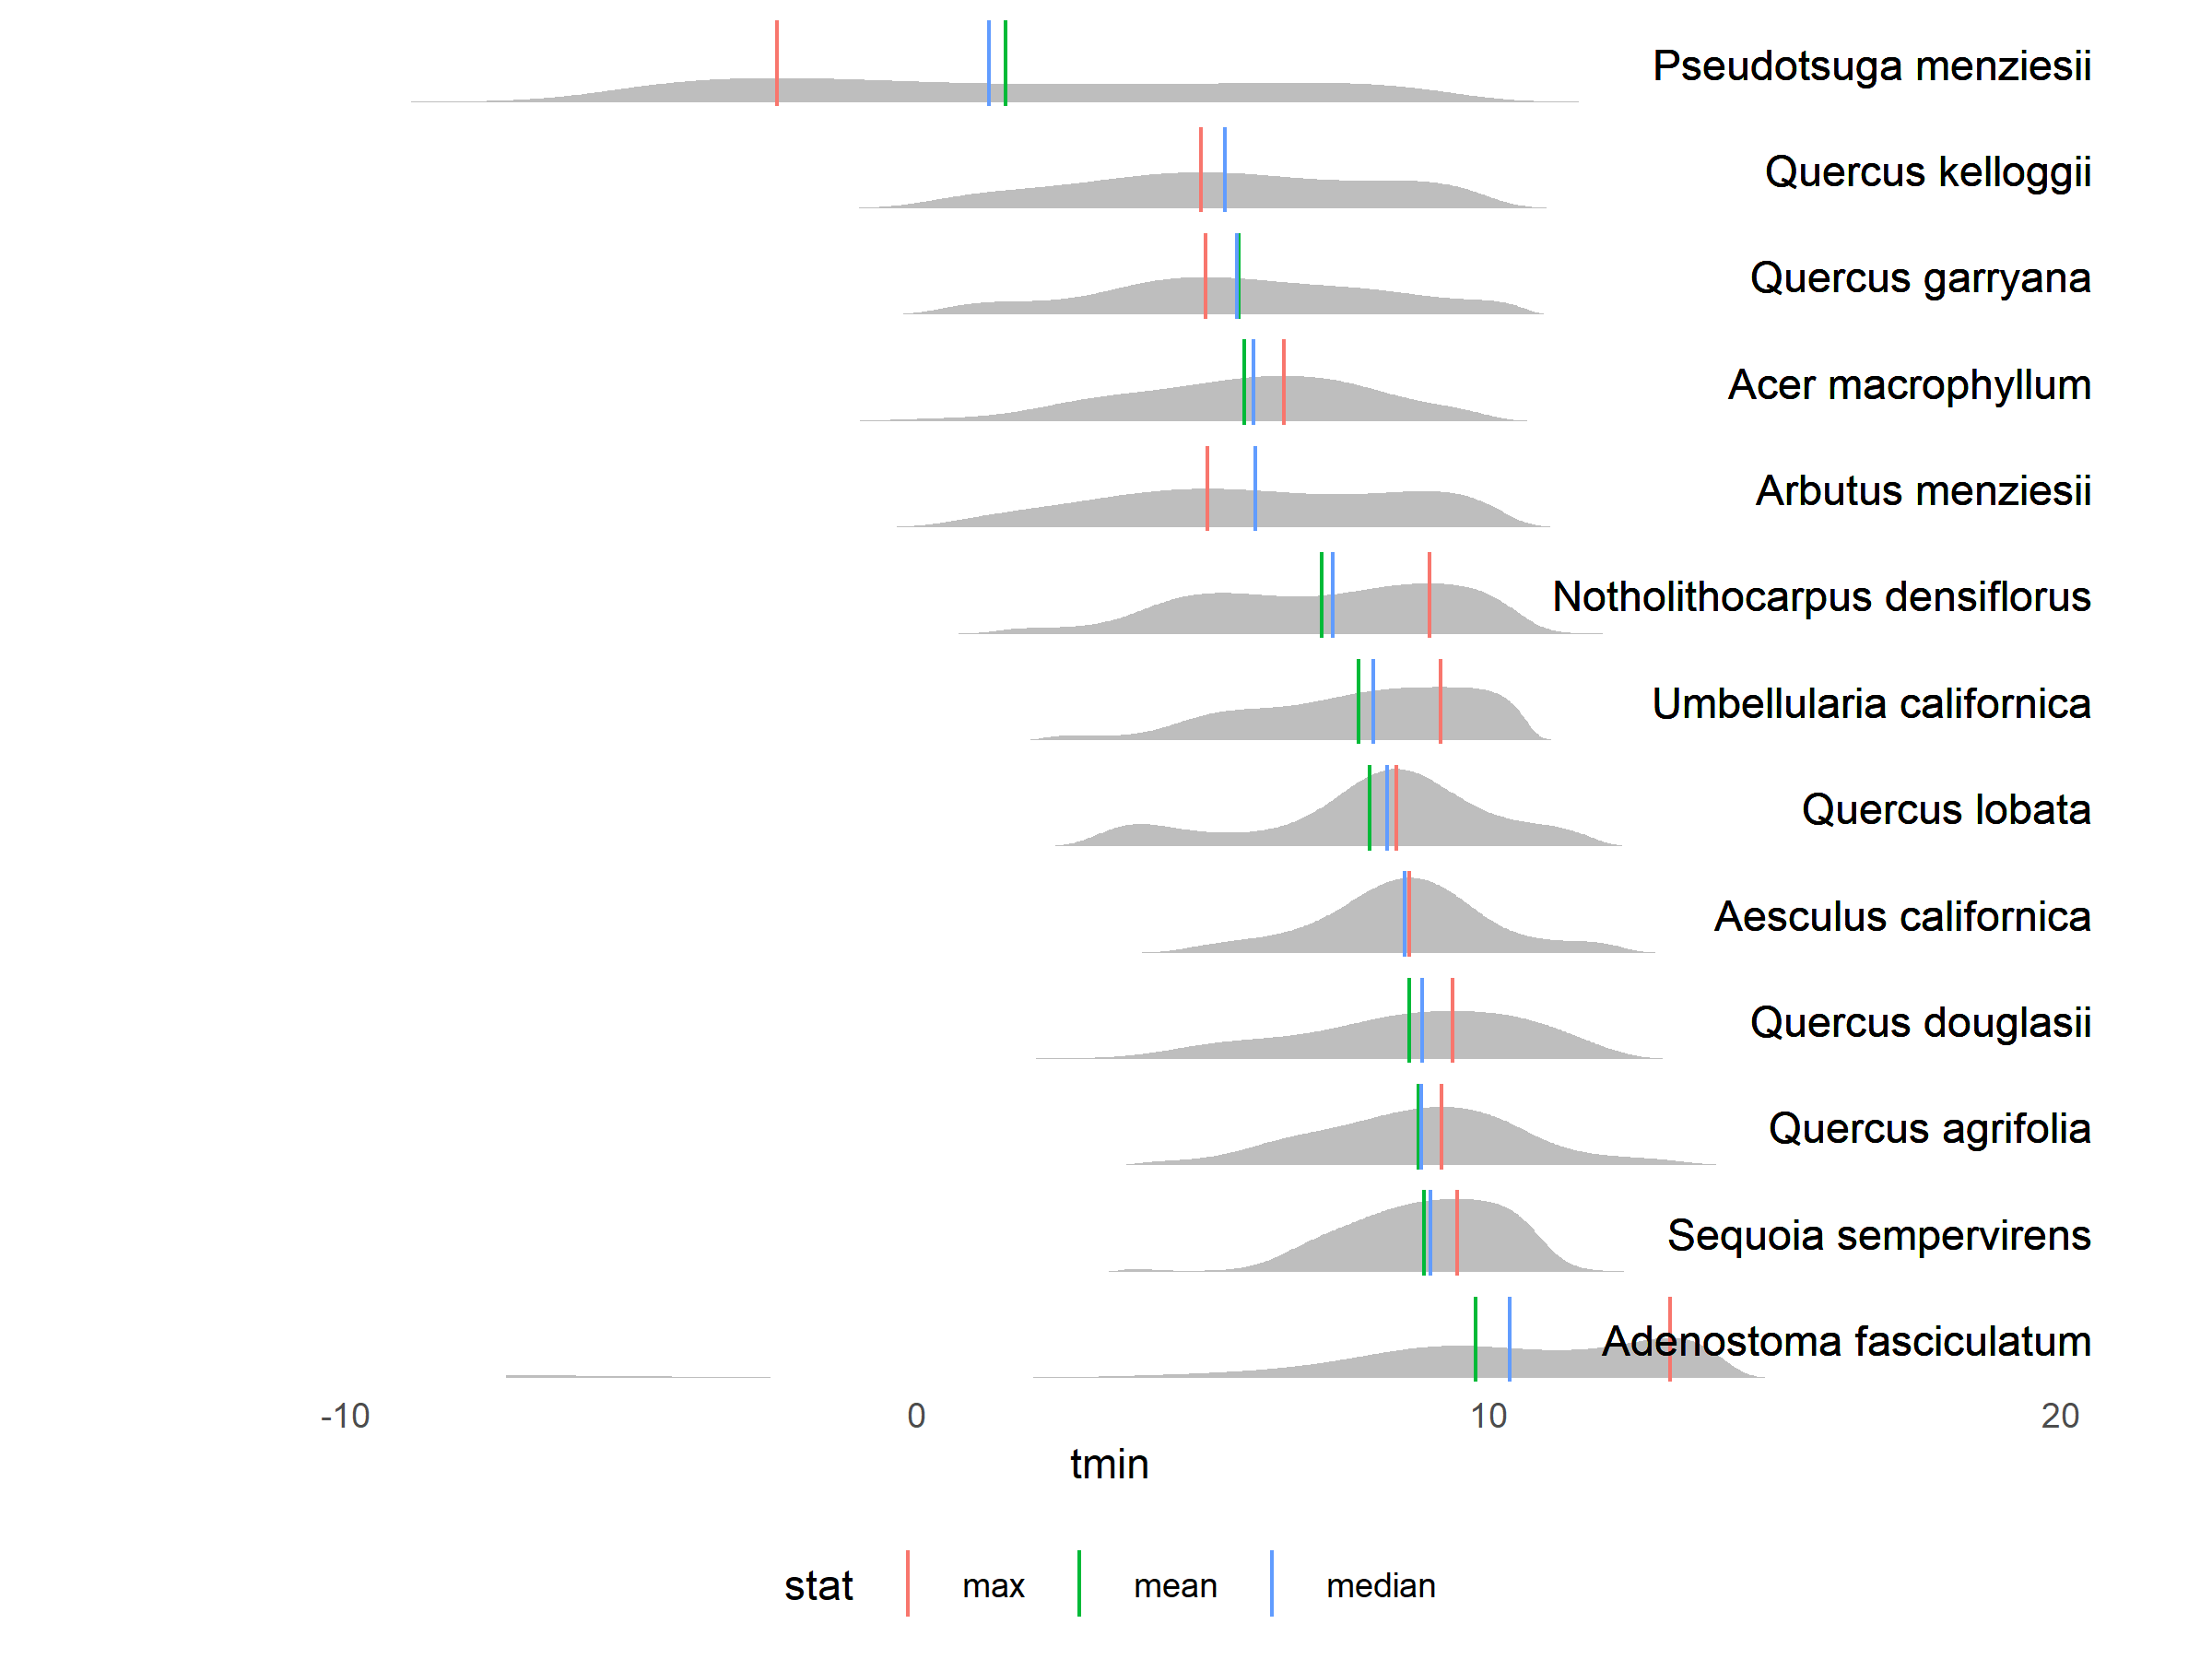 Pseudotsuga menziesii
Quercus kelloggii
Quercus garryana
Acer macrophyllum
Arbutus menziesii
Notholithocarpus densiflorus
Umbellularia californica
Quercus lobata
Aesculus californica
Quercus douglasii
Quercus agrifolia
Sequoia sempervirens
Adenostoma fasciculatum
-10 0 10 20
tmin
stat max mean median